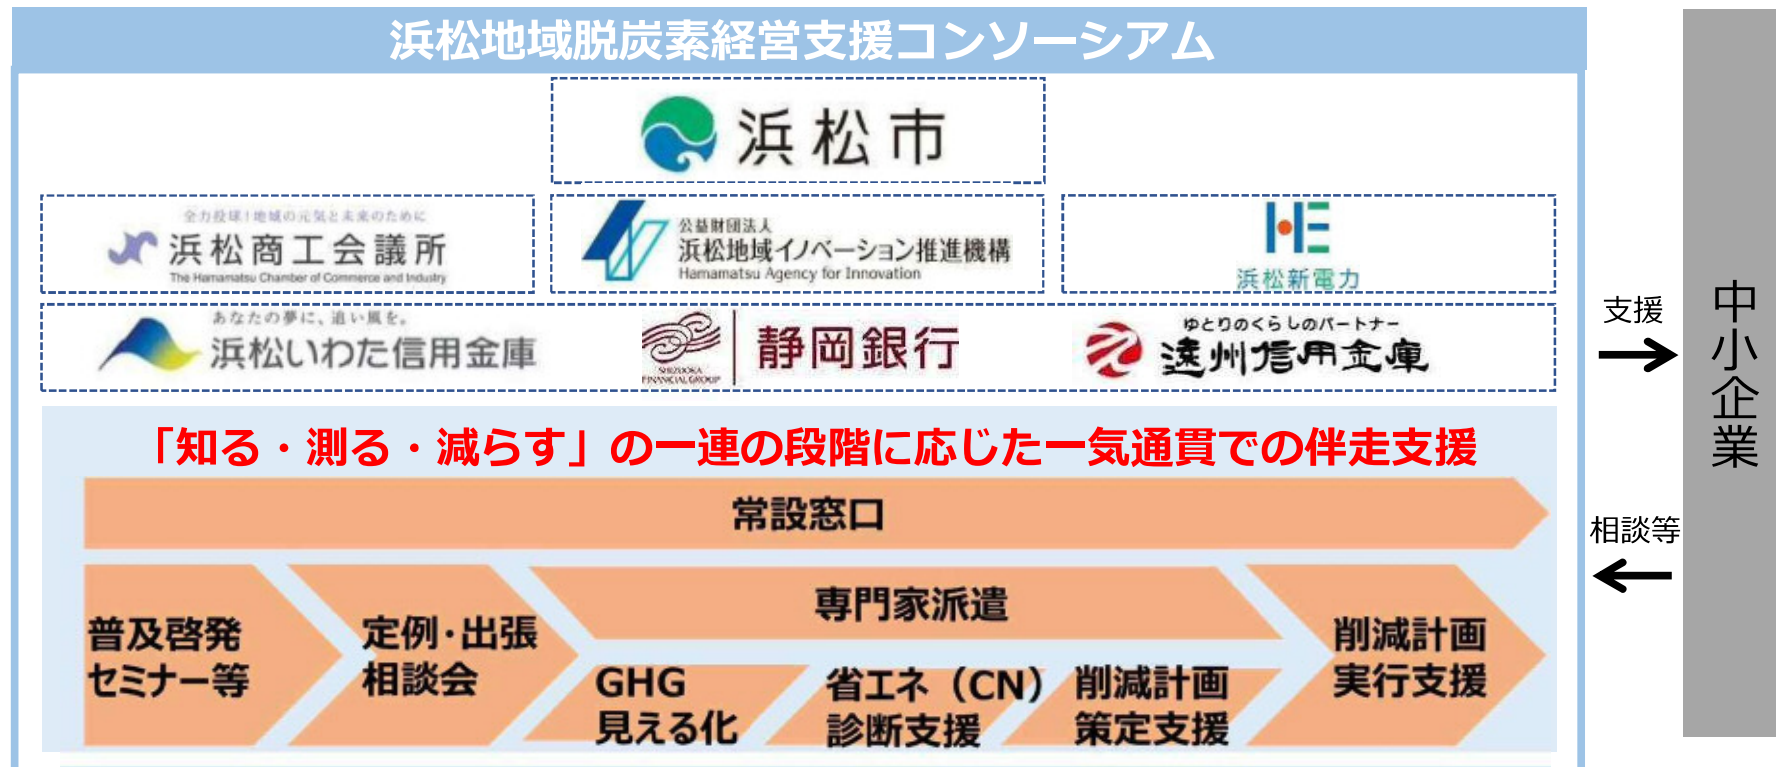 浜松地域脱炭素経営支援コンソーシアム
浜松市
全力投球！地域の元気と未来のために
浜松商工会議所
The Hamamatsu Chamber of Commerce and Industry
公益財団法人
浜松地域イノベーション推進機構
Hamamatsu Agency for Innovation
HE
浜松新電力
あなたの夢に、追い風を。
浜松いわた信用金庫
SHIZUOKA
FINANCIAL GROUP
静岡銀行
ゆとりのくらしのパートナー
遠州信用金庫
「知る・測る・減らす」の一連の段階に応じた一気通貫での伴走支援
常設窓口
普及啓発
セミナー等
定例・出張
相談会
専門家派遣
GHG
見える化
省エネ（CN）
診断支援
削減計画
策定支援
削減計画
実行支援
支援
相談等
中小企業